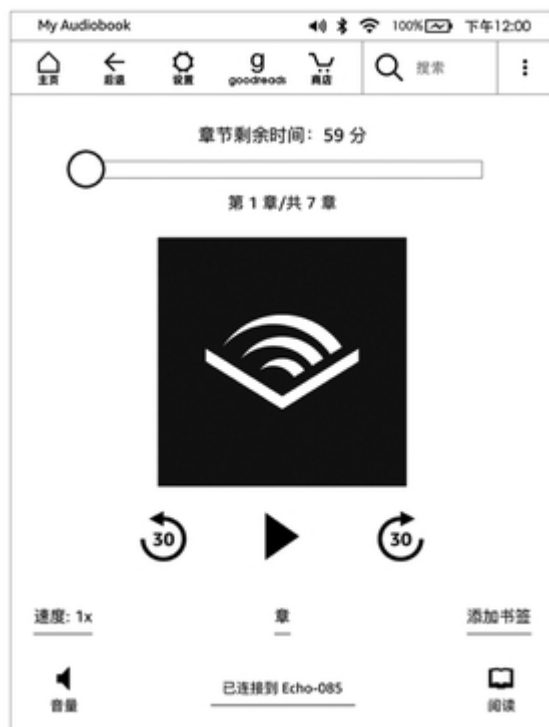 My Audiobook 100% 下午12:00
主页 后退 设置 goodreads 商店 搜索
章节剩余时间：59 分
第 1 章/共 7 章
30 30
速度: 1x 章 添加书签
音量 已连接到 Echo-085 阅读